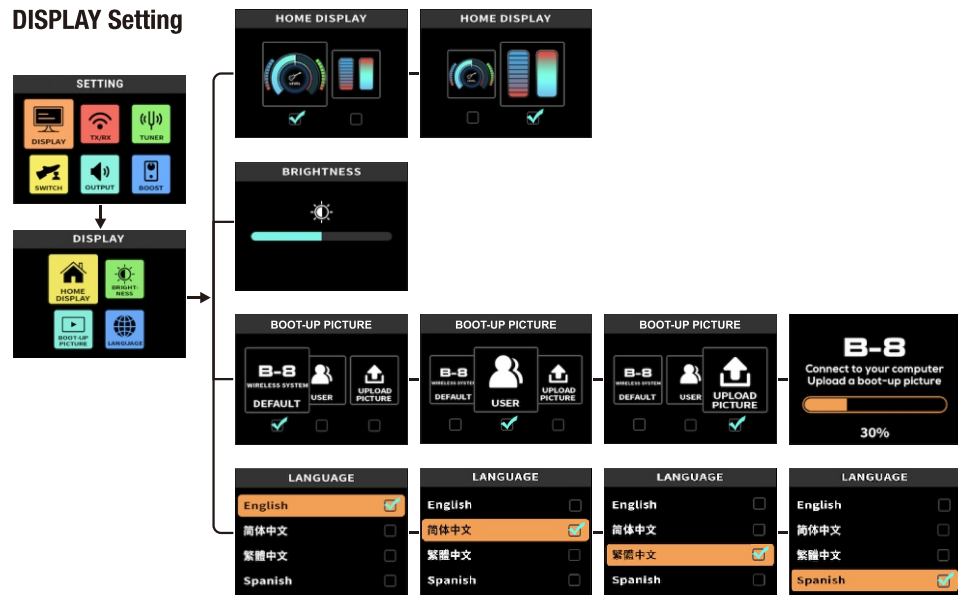 DISPLAY Setting
SETTING
DISPLAY
TX/RX
TUNER
SWITCH
OUTPUT
BOOST
DISPLAY
HOME
DISPLAY
BRIGHT-
NESS
BOOT-UP
PICTURE
LANGUAGE
HOME DISPLAY
LEVEL
HOME DISPLAY
LEVEL
BRIGHTNESS
BOOT-UP PICTURE
B-8
WIRELESS SYSTEM
DEFAULT
USER
UPLOAD
PICTURE
BOOT-UP PICTURE
B-8
WIRELESS SYSTE
DEFAULT
USER
UPLOAD
PICTURE
BOOT-UP PICTURE
B-8
WIRELESS SYSTEM
DEFAULT
USER
UPLOAD
PICTURE
B-8
Connect to your computer
Upload a boot-up picture
30%
LANGUAGE
English
简体中文
繁體中文
Spanish
LANGUAGE
English
简体中文
繁體中文
Spanish
LANGUAGE
English
简体中文
繁體中文
Spanish
LANGUAGE
English
简体中文
繁體中文
Spanish